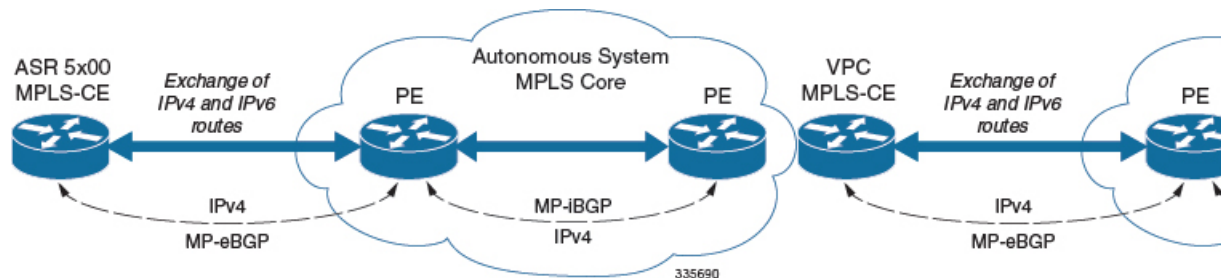 ASR 5x00
MPLS-CE
Exchange of
IPv4 and IPv6
routes
PE
Autonomous System
MPLS Core
PE
IPv4
MP-eBGP
MP-iBGP
IPv4
335690
VPC
MPLS-CE
Exchange of
IPv4 and IPv6
routes
PE
IPv4
MP-eBGP